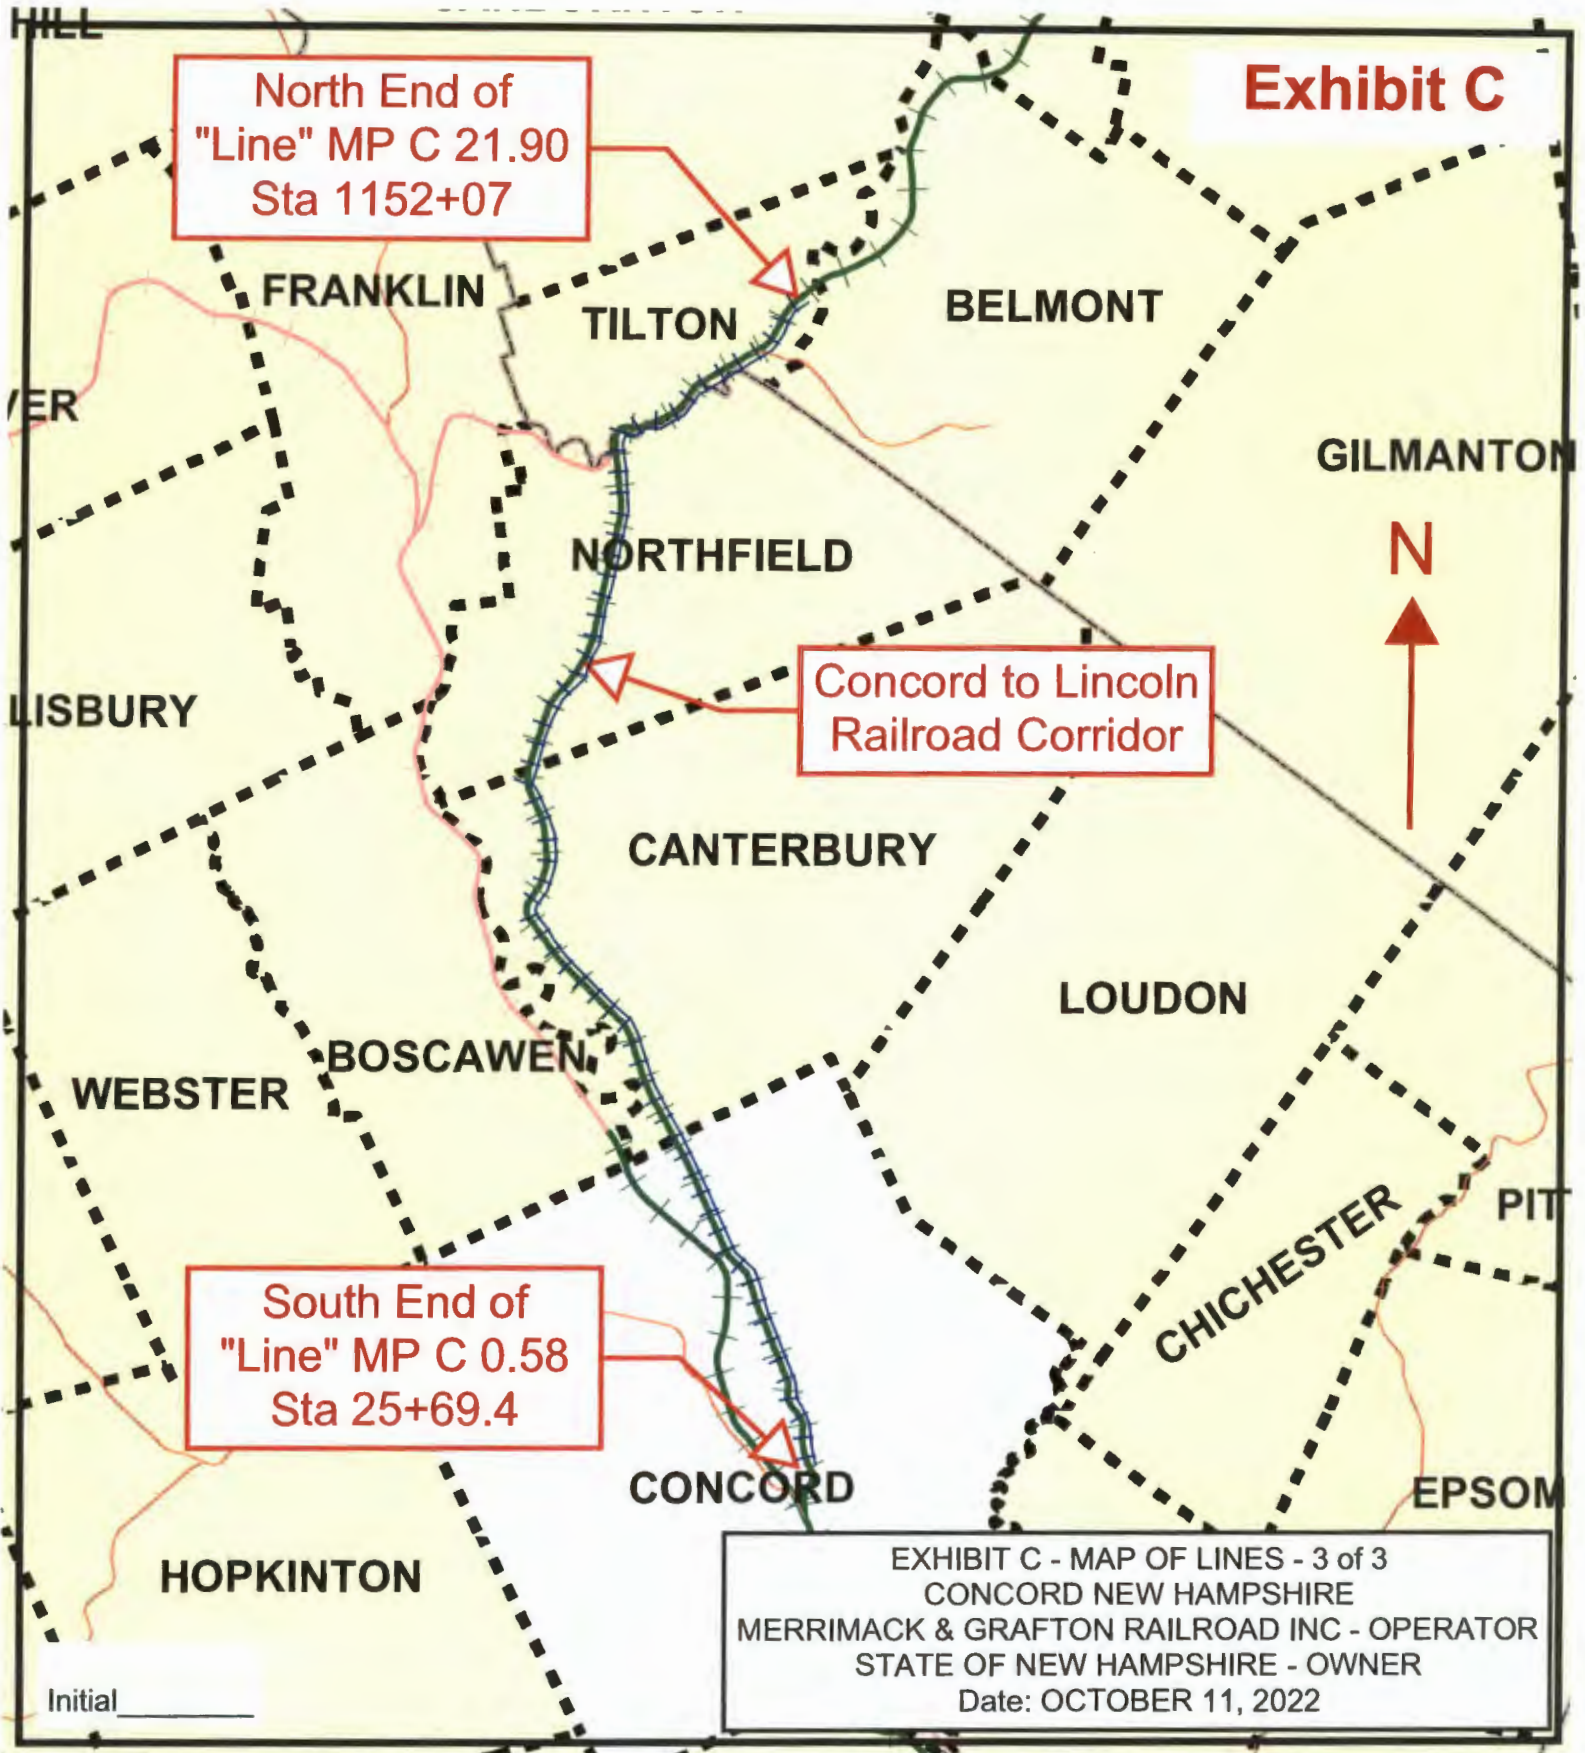 HILL
Exhibit C
North End of
"Line" MP C 21.90
Sta 1152+07
FRANKLIN
TILTON
BELMONT
VER
GILMANTON
N
NORTHFIELD
Concord to Lincoln
Railroad Corridor
LISBURY
CANTERBURY
LOUDON
BOSCAWEN
WEBSTER
PIT
CHICHESTER
South End of
"Line" MP C 0.58
Sta 25+69.4
CONCORD
EPSOM
HOPKINTON
EXHIBIT C - MAP OF LINES - 3 of 3
CONCORD NEW HAMPSHIRE
MERRIMACK & GRAFTON RAILROAD INC - OPERATOR
STATE OF NEW HAMPSHIRE - OWNER
Date: OCTOBER 11, 2022
Initial________